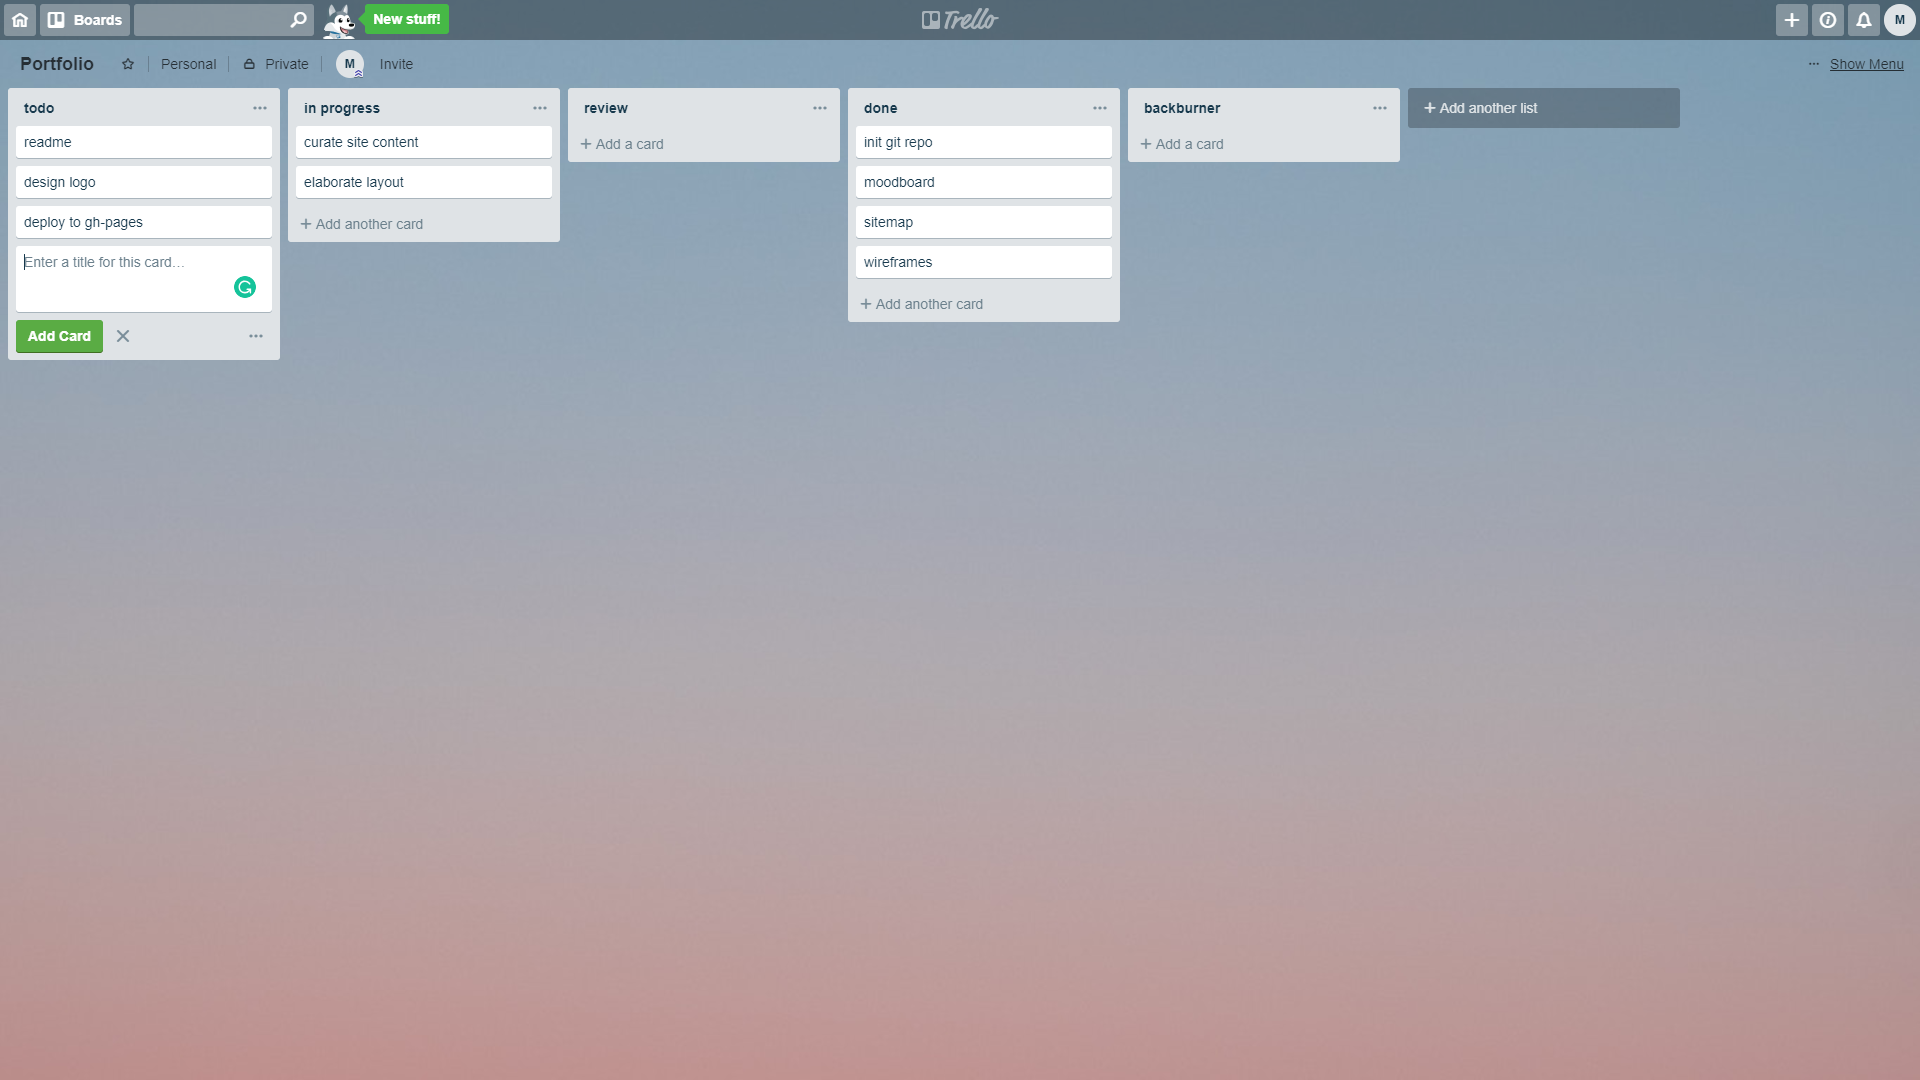 Boards
New stuff!
Trello
M
Portfolio
Personal
Private
M
Invite
Show Menu
todo
readme
design logo
deploy to gh-pages
Enter a title for this card…
Add Card
in progress
curate site content
elaborate layout
+ Add another card
review
+ Add a card
done
init git repo
moodboard
sitemap
wireframes
+ Add another card
backburner
+ Add a card
+ Add another list